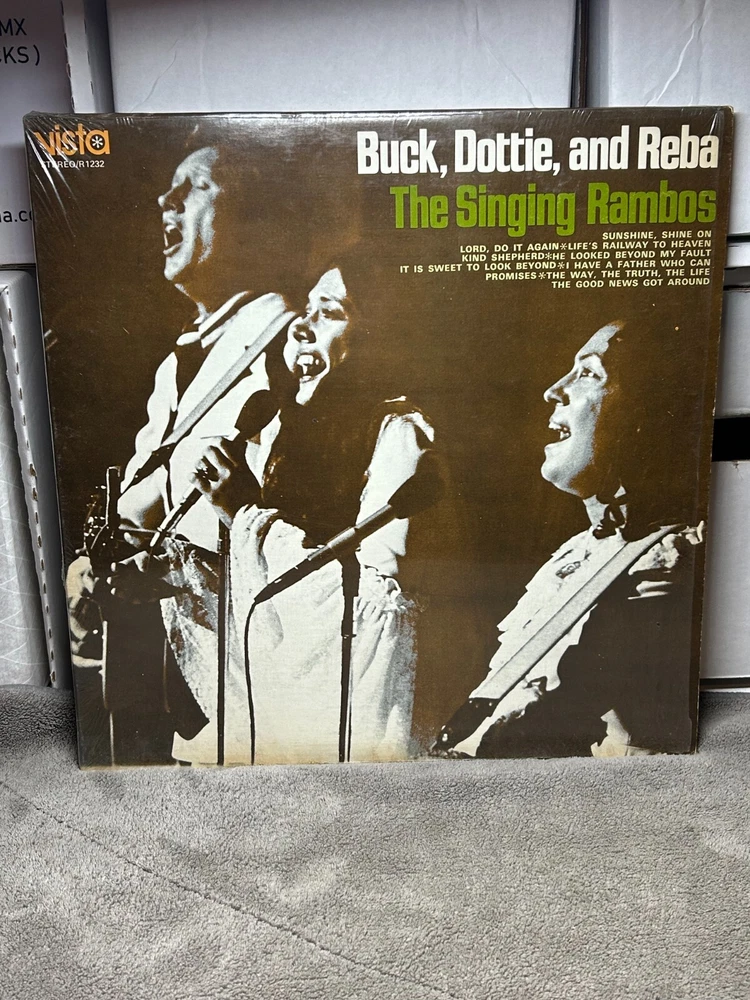 MX
KS)
a.c
vista
STEREO/R1232
Buck, Dottie, and Reba
The Singing Rambos
SUNSHINE, SHINE ON
LORD, DO IT AGAIN*LIFE'S RAILWAY TO HEAVEN
KIND SHEPHERD*HE LOOKED BEYOND MY FAULT
IT IS SWEET TO LOOK BEYOND*I HAVE A FATHER WHO CAN
PROMISES*THE WAY, THE TRUTH, THE LIFE
THE GOOD NEWS GOT AROUND